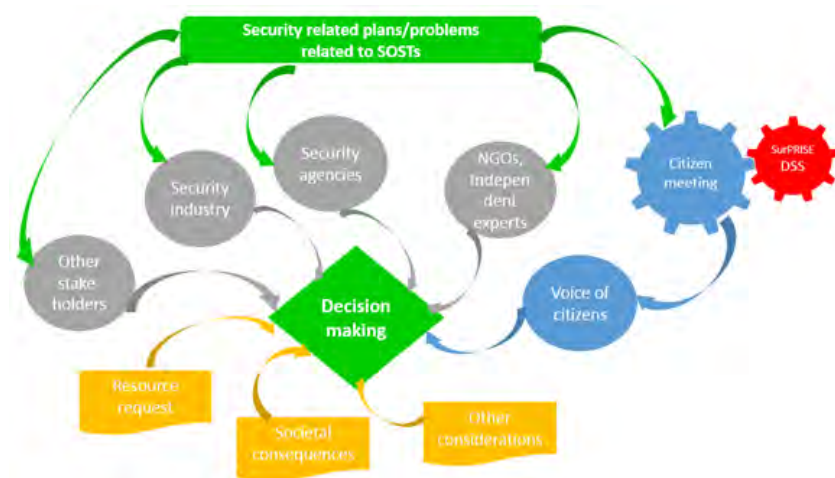 Security related plans/problems
related to SOSTs
Security
agencies
NGOs,
Indepen
dent
experts
Citizen
meeting
SurPRISE
DSS
Security
industry
Other
stake
holders
Decision
making
Voice of
citizens
Resource
request
Societal
consequences
Other
considerations